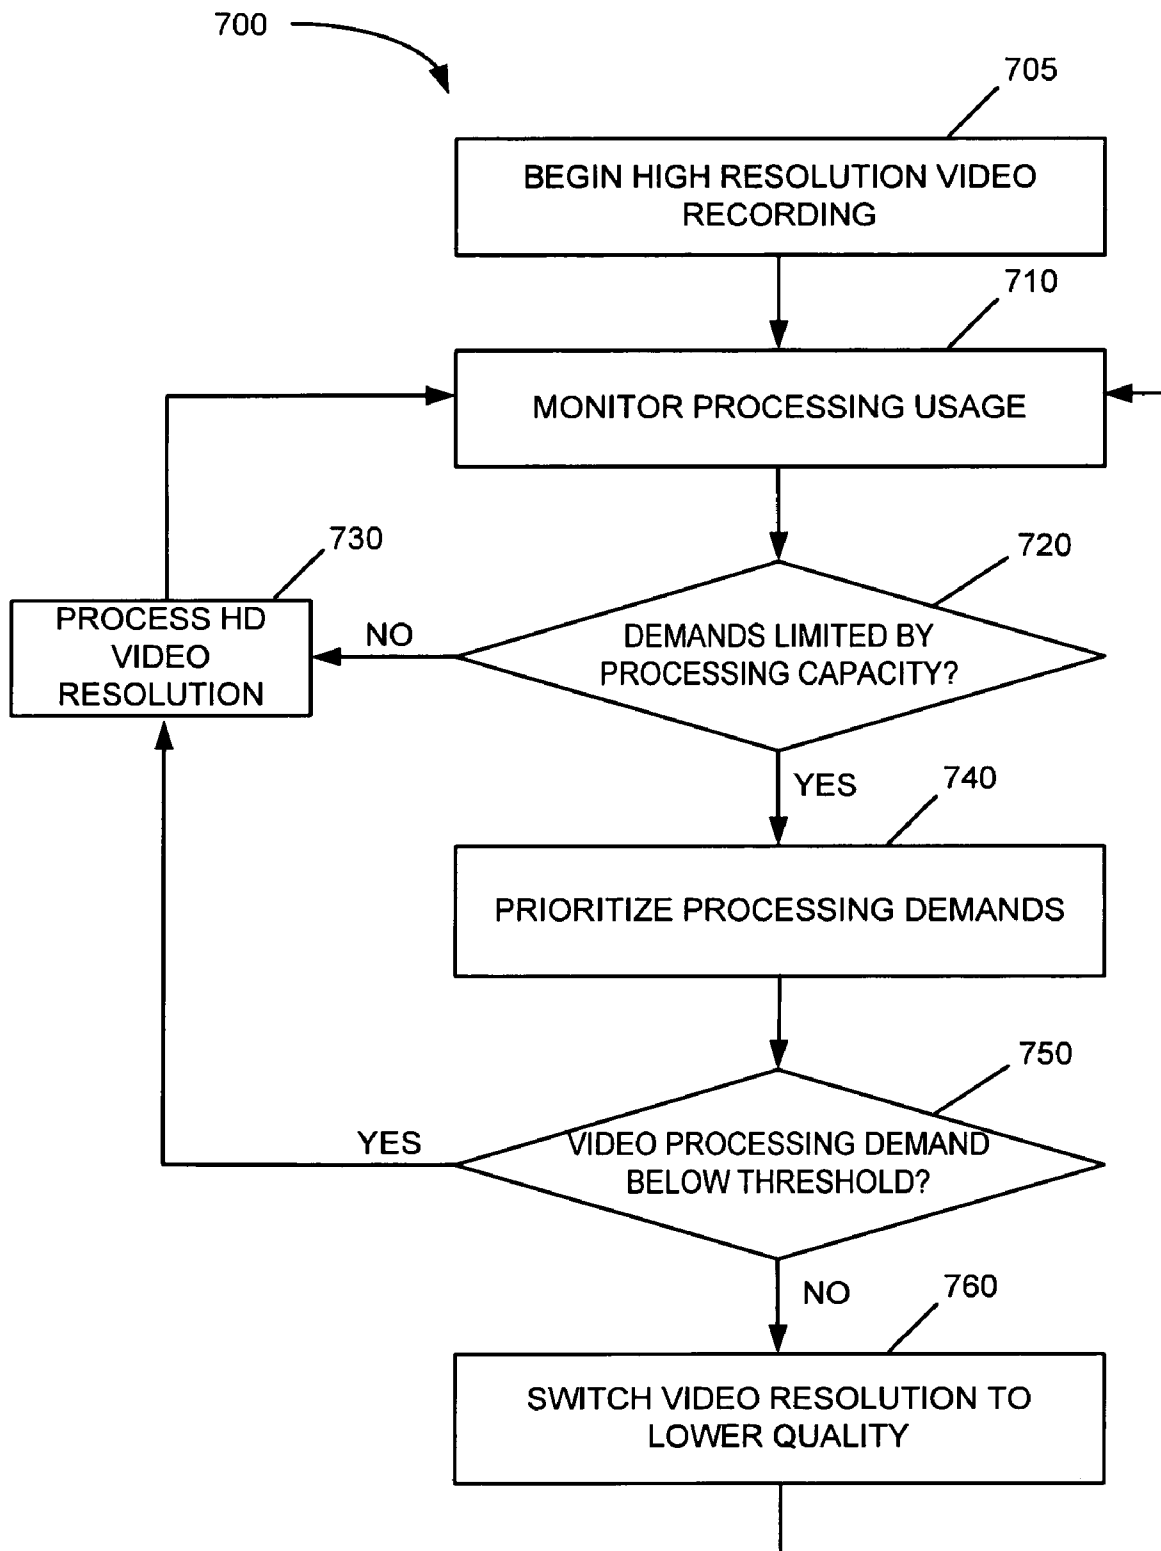 700
705
BEGIN HIGH RESOLUTION VIDEO
RECORDING
710
MONITOR PROCESSING USAGE
720
DEMANDS LIMITED BY
PROCESSING CAPACITY?
NO
730
PROCESS HD
VIDEO
RESOLUTION
YES
740
PRIORITIZE PROCESSING DEMANDS
750
VIDEO PROCESSING DEMAND
BELOW THRESHOLD?
YES
NO
760
SWITCH VIDEO RESOLUTION TO
LOWER QUALITY